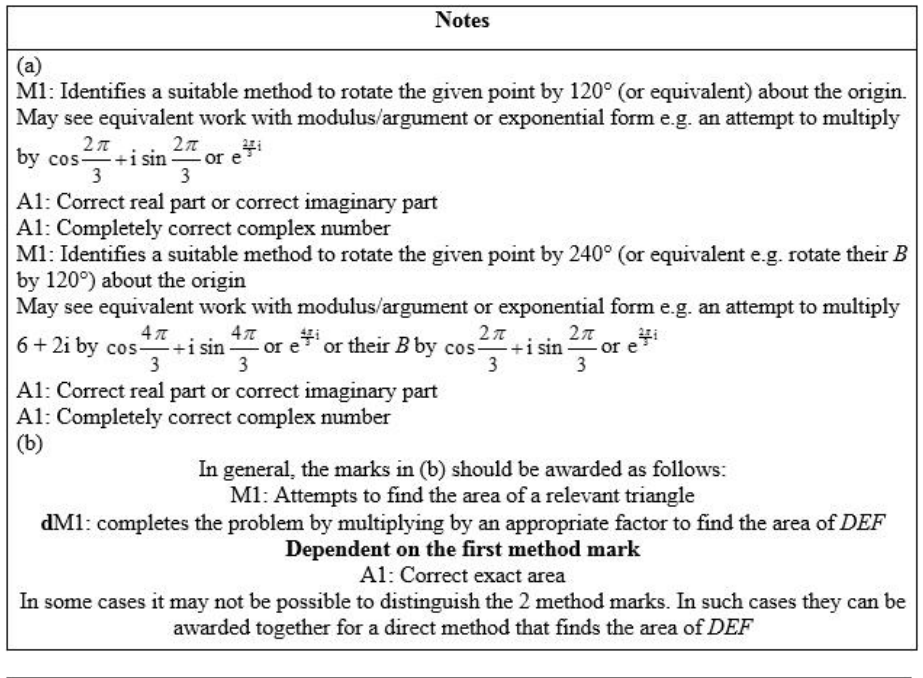 Notes
(a)
M1: Identifies a suitable method to rotate the given point by 120° (or equivalent) about the origin.
May see equivalent work with modulus/argument or exponential form e.g. an attempt to multiply
by cos 2π/3 + i sin 2π/3 or e^(2π/3 i)
A1: Correct real part or correct imaginary part
A1: Completely correct complex number
M1: Identifies a suitable method to rotate the given point by 240° (or equivalent e.g. rotate their B
by 120°) about the origin
May see equivalent work with modulus/argument or exponential form e.g. an attempt to multiply
6 + 2i by cos 4π/3 + i sin 4π/3 or e^(4π/3 i) or their B by cos 2π/3 + i sin 2π/3 or e^(2π/3 i)
A1: Correct real part or correct imaginary part
A1: Completely correct complex number
(b)
In general, the marks in (b) should be awarded as follows:
M1: Attempts to find the area of a relevant triangle
dM1: completes the problem by multiplying by an appropriate factor to find the area of DEF
Dependent on the first method mark
A1: Correct exact area
In some cases it may not be possible to distinguish the 2 method marks. In such cases they can be
awarded together for a direct method that finds the area of DEF